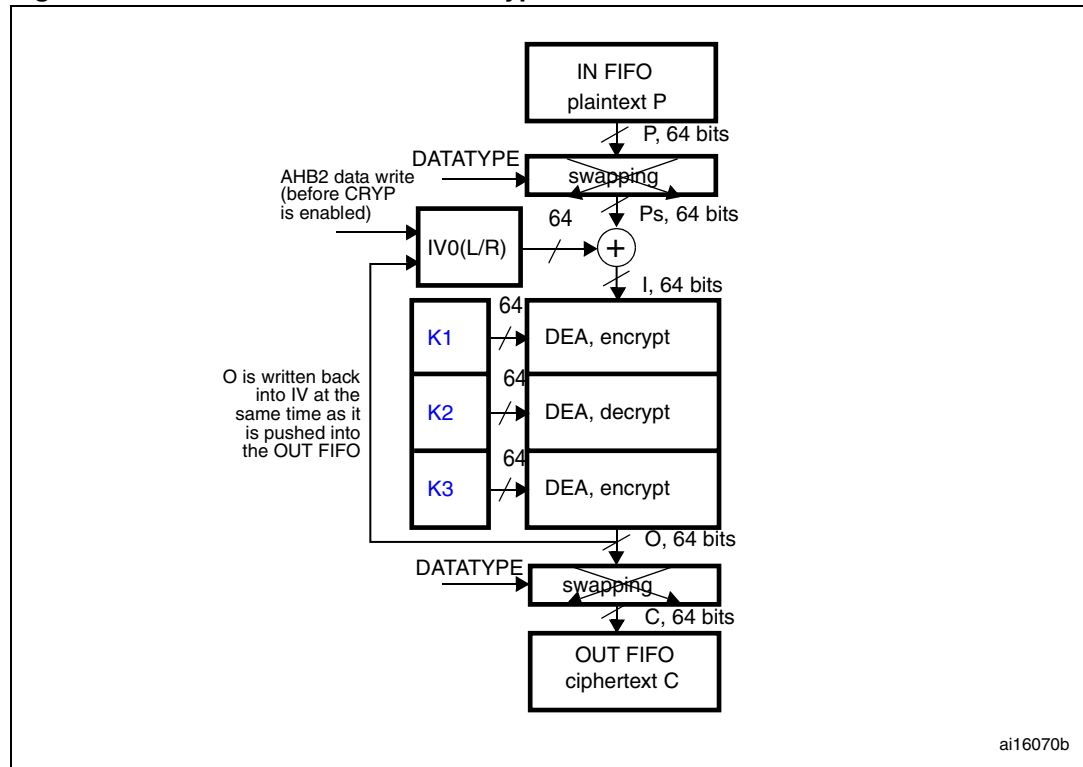 IN FIFO
plaintext P
P, 64 bits
DATATYPE
swapping
AHB2 data write
(before CRYP
is enabled)
Ps, 64 bits
64
IV0(L/R)
+
I, 64 bits
64
K1
DEA, encrypt
64
K2
DEA, decrypt
O is written back
into IV at the
same time as it
is pushed into
the OUT FIFO
64
K3
DEA, encrypt
O, 64 bits
DATATYPE
swapping
C, 64 bits
OUT FIFO
ciphertext C
ai16070b